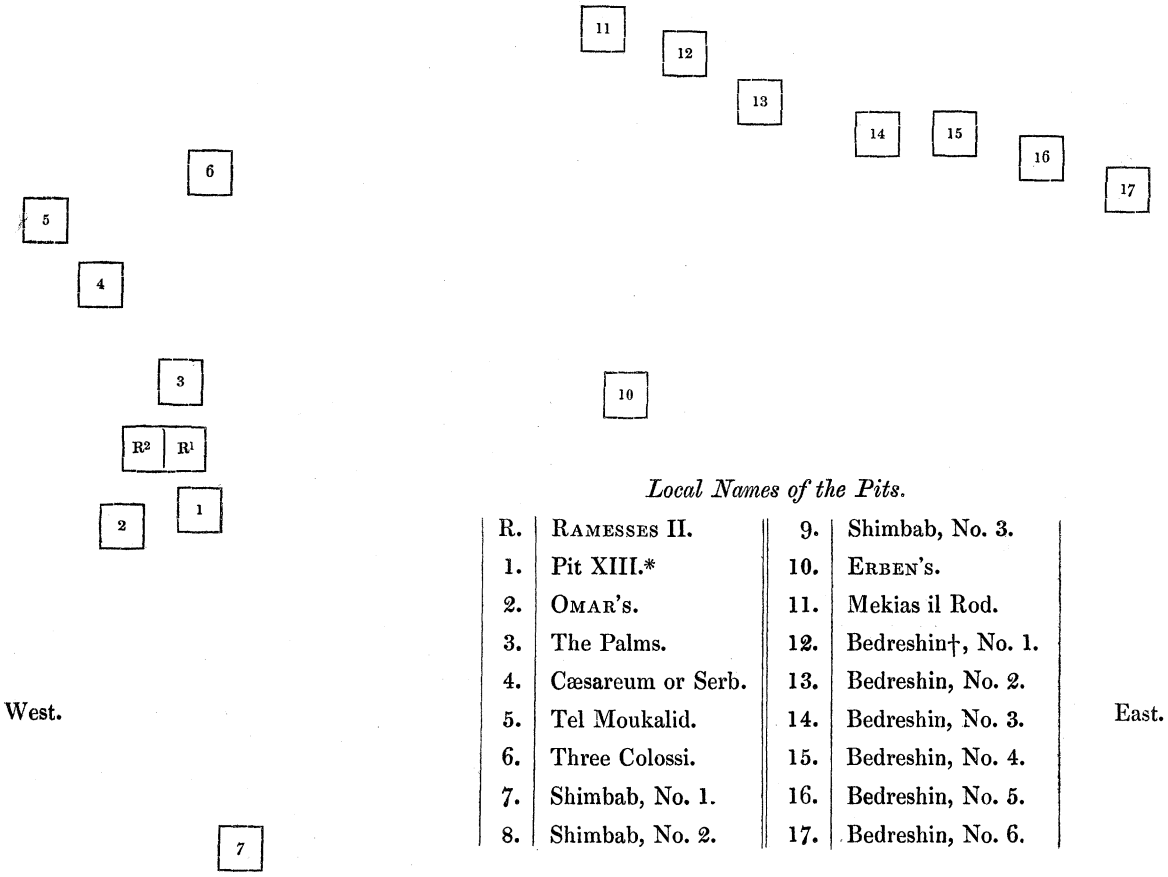 11
12
13
14
15
16
17
6
5
4
3
10
R² R¹
1
2
Local Names of the Pits.
R. RAMESSES II. 9. Shimbab, No. 3.
1. Pit XIII.* 10. ERBEN'S.
2. OMAR'S. 11. Mekias il Rod.
3. The Palms. 12. Bedreshin†, No. 1.
4. Cæsareum or Serb. 13. Bedreshin, No. 2.
West. 5. Tel Moukalid. 14. Bedreshin, No. 3. East.
6. Three Colossi. 15. Bedreshin, No. 4.
7. Shimbab, No. 1. 16. Bedreshin, No. 5.
8. Shimbab, No. 2. 17. Bedreshin, No. 6.
7